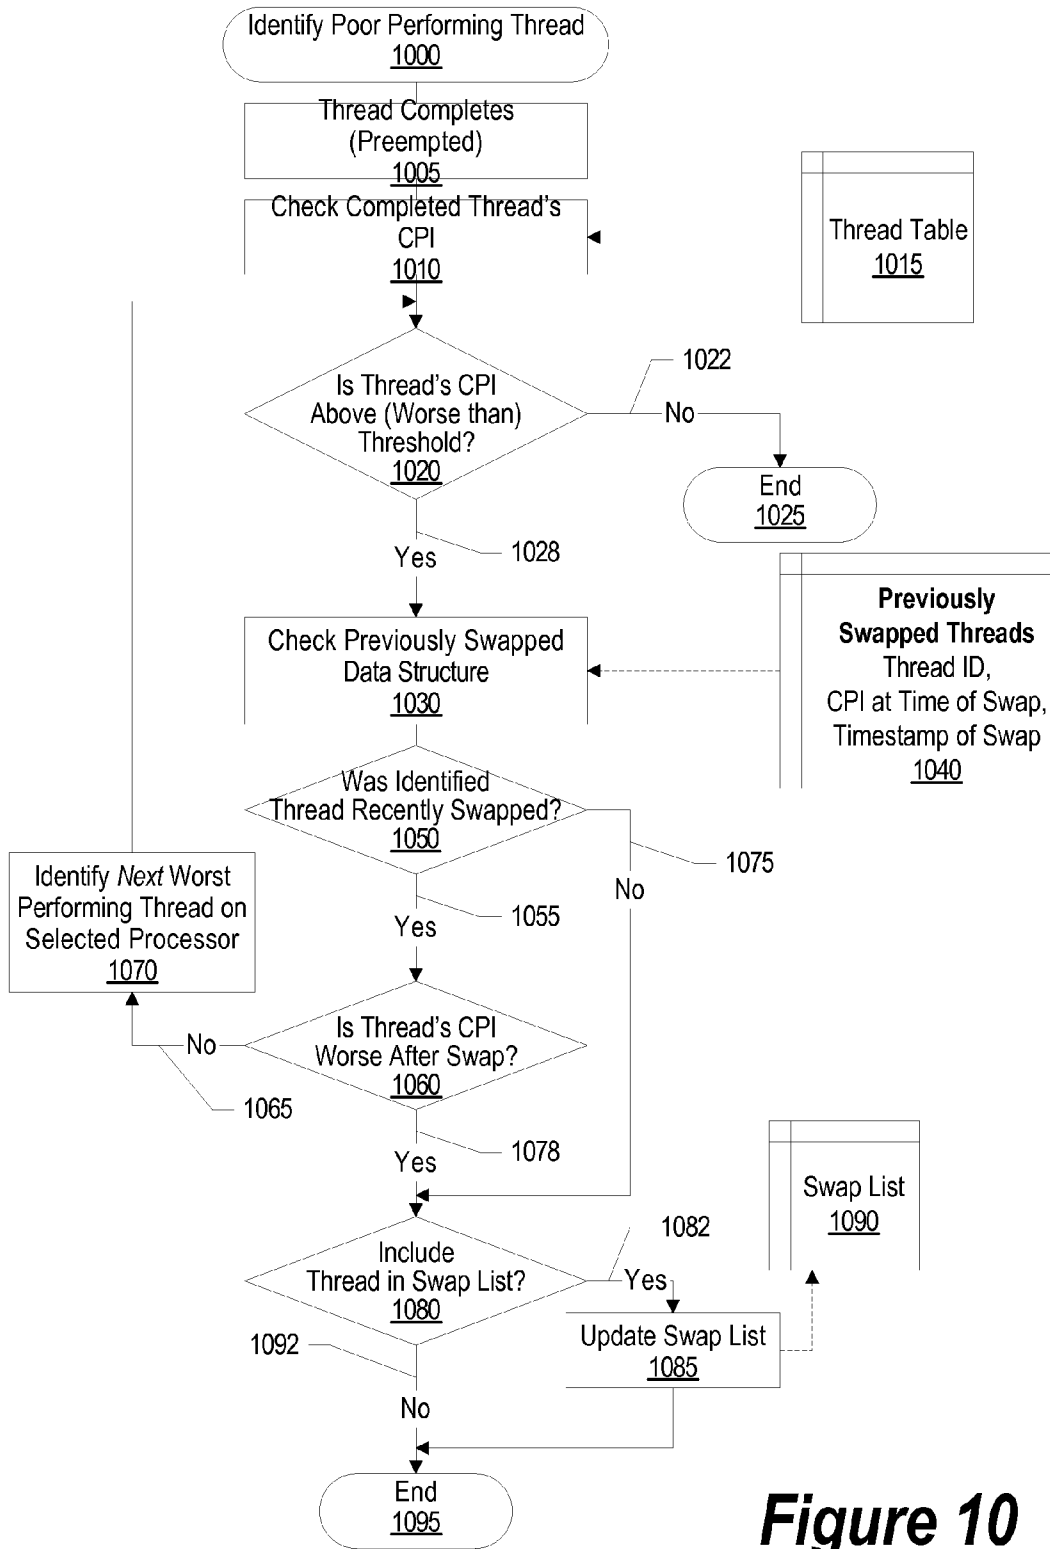 Identify Poor Performing Thread
1000
Thread Completes
(Preempted)
1005
Check Completed Thread's
CPI
1010
Thread Table
1015
Is Thread's CPI
Above (Worse than)
Threshold?
1020
1022
No
End
1025
1028
Yes
Check Previously Swapped
Data Structure
1030
Previously
Swapped Threads
Thread ID,
CPI at Time of Swap,
Timestamp of Swap
1040
Was Identified
Thread Recently Swapped?
1050
1075
No
1055
Yes
Identify Next Worst
Performing Thread on
Selected Processor
1070
Is Thread's CPI
Worse After Swap?
1060
No
1065
1078
Yes
Swap List
1090
Include
Thread in Swap List?
1080
1082
Yes
Update Swap List
1085
1092
No
End
1095
Figure 10